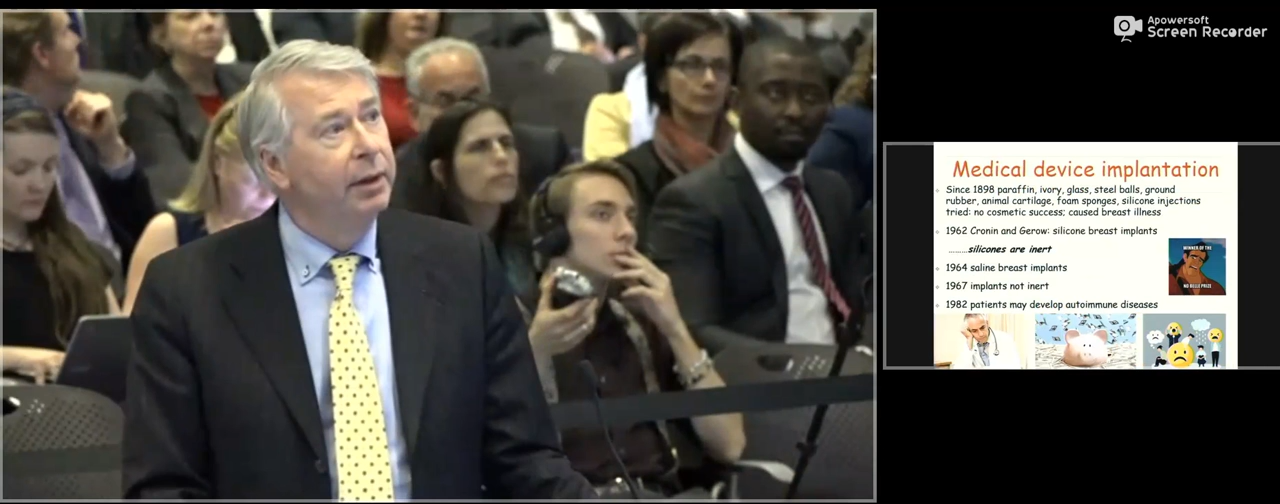 Apowersoft
Screen Recorder
Medical device implantation
Since 1898 paraffin, ivory, glass, steel balls, ground
rubber, animal cartilage, foam sponges, silicone injections
tried: no cosmetic success; caused breast illness
1962 Cronin and Gerow: silicone breast implants
.........silicones are inert
WINNER OF THE
NO BELLS PRIZE
1964 saline breast implants
1967 implants not inert
1982 patients may develop autoimmune diseases